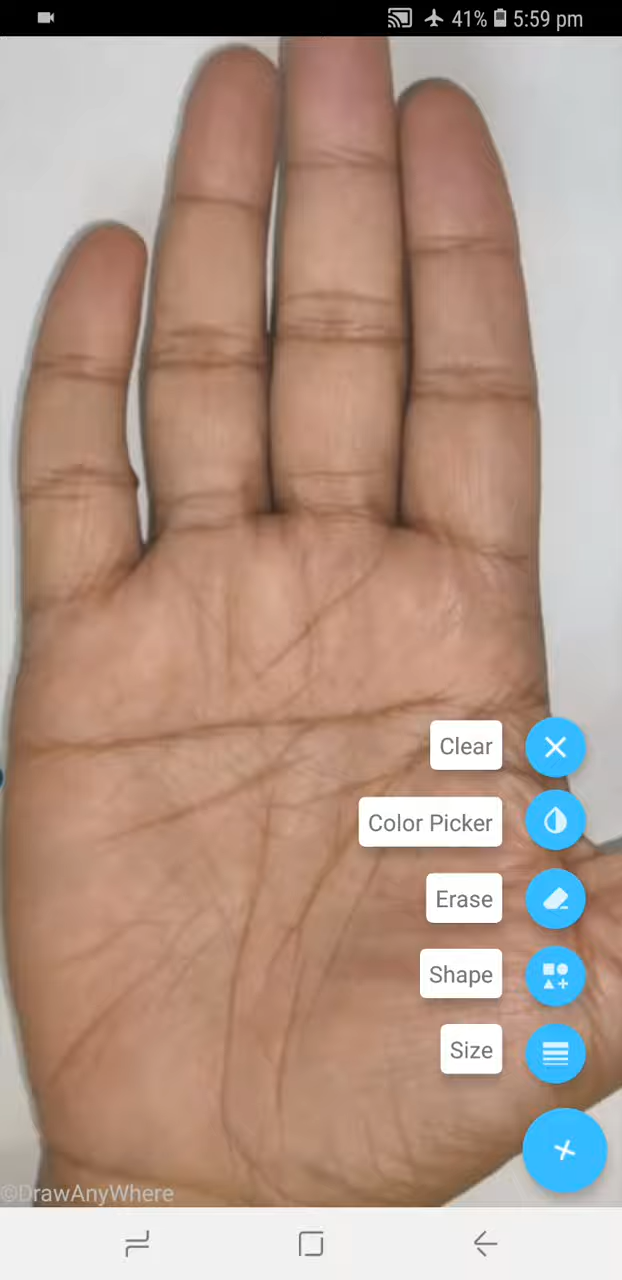 41% 5:59 pm
Clear
Color Picker
Erase
Shape
Size
©DrawAnyWhere